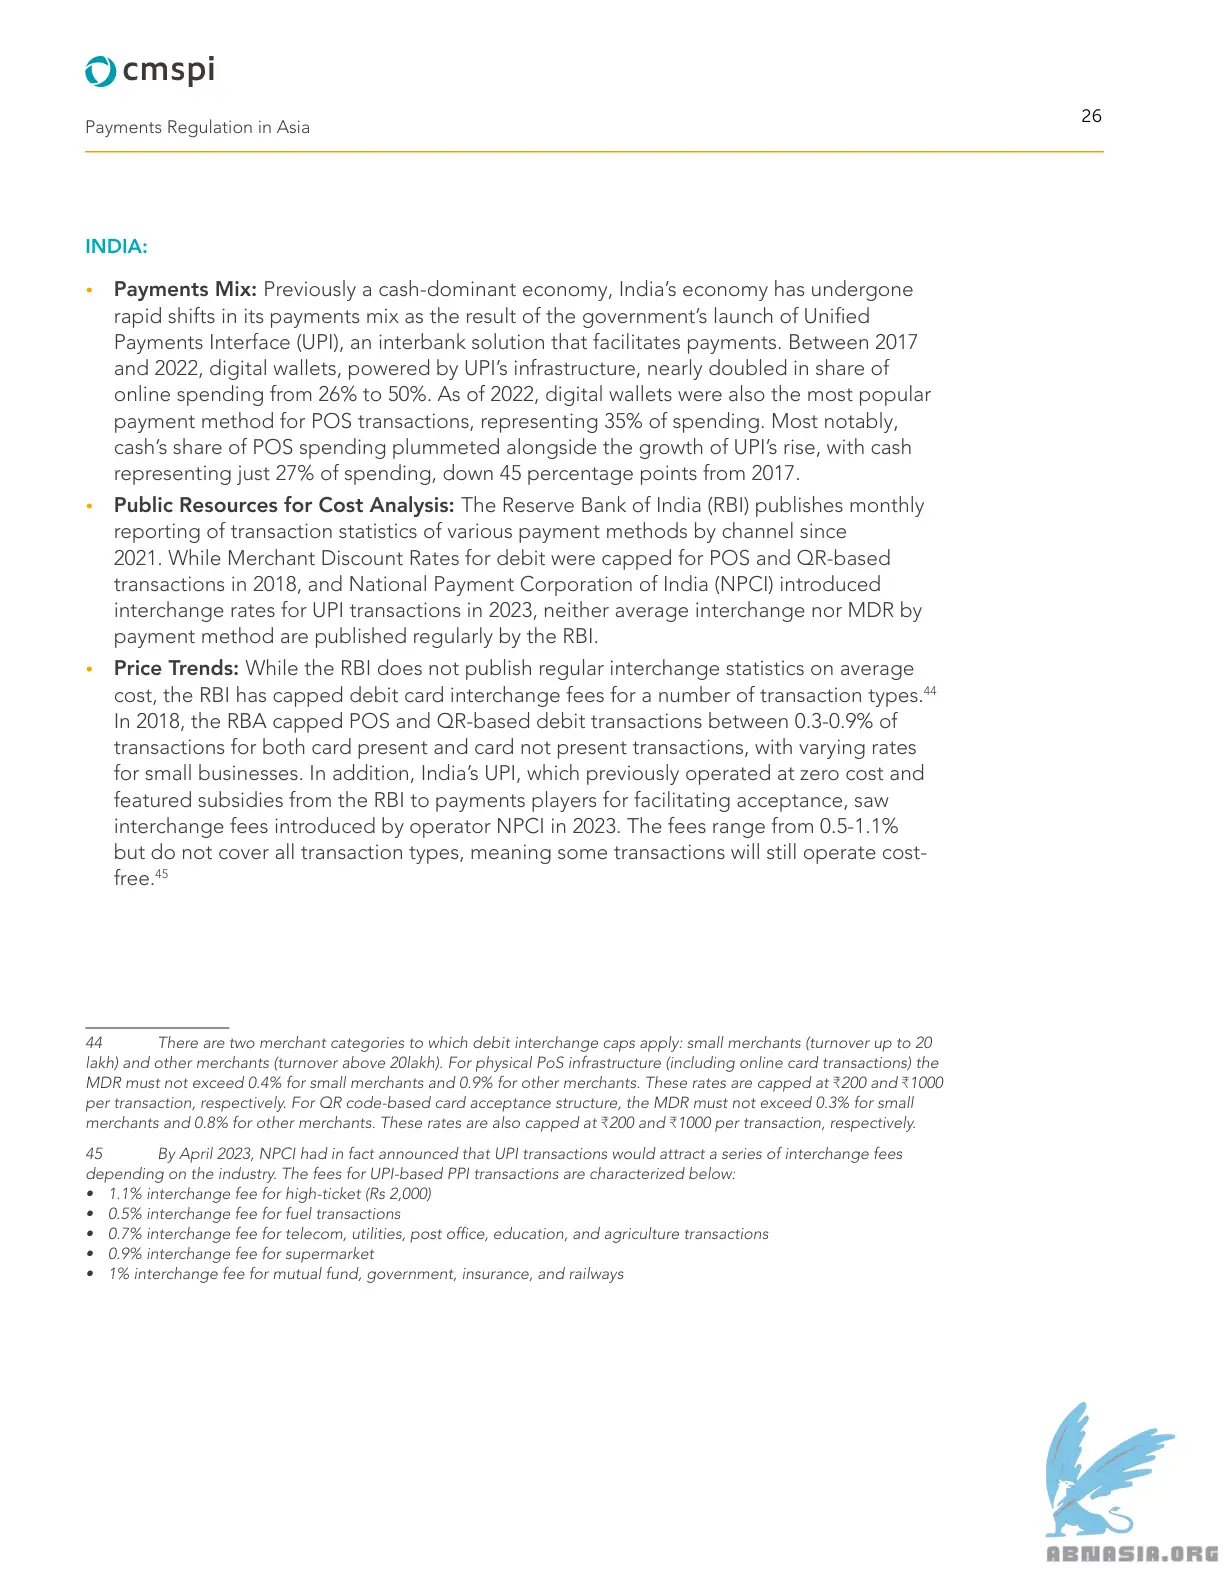 cmspi
Payments Regulation in Asia
26
INDIA:
• Payments Mix: Previously a cash-dominant economy, India’s economy has undergone
rapid shifts in its payments mix as the result of the government’s launch of Unified
Payments Interface (UPI), an interbank solution that facilitates payments. Between 2017
and 2022, digital wallets, powered by UPI’s infrastructure, nearly doubled in share of
online spending from 26% to 50%. As of 2022, digital wallets were also the most popular
payment method for POS transactions, representing 35% of spending. Most notably,
cash’s share of POS spending plummeted alongside the growth of UPI’s rise, with cash
representing just 27% of spending, down 45 percentage points from 2017.
• Public Resources for Cost Analysis: The Reserve Bank of India (RBI) publishes monthly
reporting of transaction statistics of various payment methods by channel since
2021. While Merchant Discount Rates for debit were capped for POS and QR-based
transactions in 2018, and National Payment Corporation of India (NPCI) introduced
interchange rates for UPI transactions in 2023, neither average interchange nor MDR by
payment method are published regularly by the RBI.
• Price Trends: While the RBI does not publish regular interchange statistics on average
cost, the RBI has capped debit card interchange fees for a number of transaction types.44
In 2018, the RBA capped POS and QR-based debit transactions between 0.3-0.9% of
transactions for both card present and card not present transactions, with varying rates
for small businesses. In addition, India’s UPI, which previously operated at zero cost and
featured subsidies from the RBI to payments players for facilitating acceptance, saw
interchange fees introduced by operator NPCI in 2023. The fees range from 0.5-1.1%
but do not cover all transaction types, meaning some transactions will still operate cost-
free.45
44 There are two merchant categories to which debit interchange caps apply: small merchants (turnover up to 20
lakh) and other merchants (turnover above 20lakh). For physical PoS infrastructure (including online card transactions) the
MDR must not exceed 0.4% for small merchants and 0.9% for other merchants. These rates are capped at ₹200 and ₹1000
per transaction, respectively. For QR code-based card acceptance structure, the MDR must not exceed 0.3% for small
merchants and 0.8% for other merchants. These rates are also capped at ₹200 and ₹1000 per transaction, respectively.
45 By April 2023, NPCI had in fact announced that UPI transactions would attract a series of interchange fees
depending on the industry. The fees for UPI-based PPI transactions are characterized below:
• 1.1% interchange fee for high-ticket (Rs 2,000)
• 0.5% interchange fee for fuel transactions
• 0.7% interchange fee for telecom, utilities, post office, education, and agriculture transactions
• 0.9% interchange fee for supermarket
• 1% interchange fee for mutual fund, government, insurance, and railways
ABNASIA.ORG